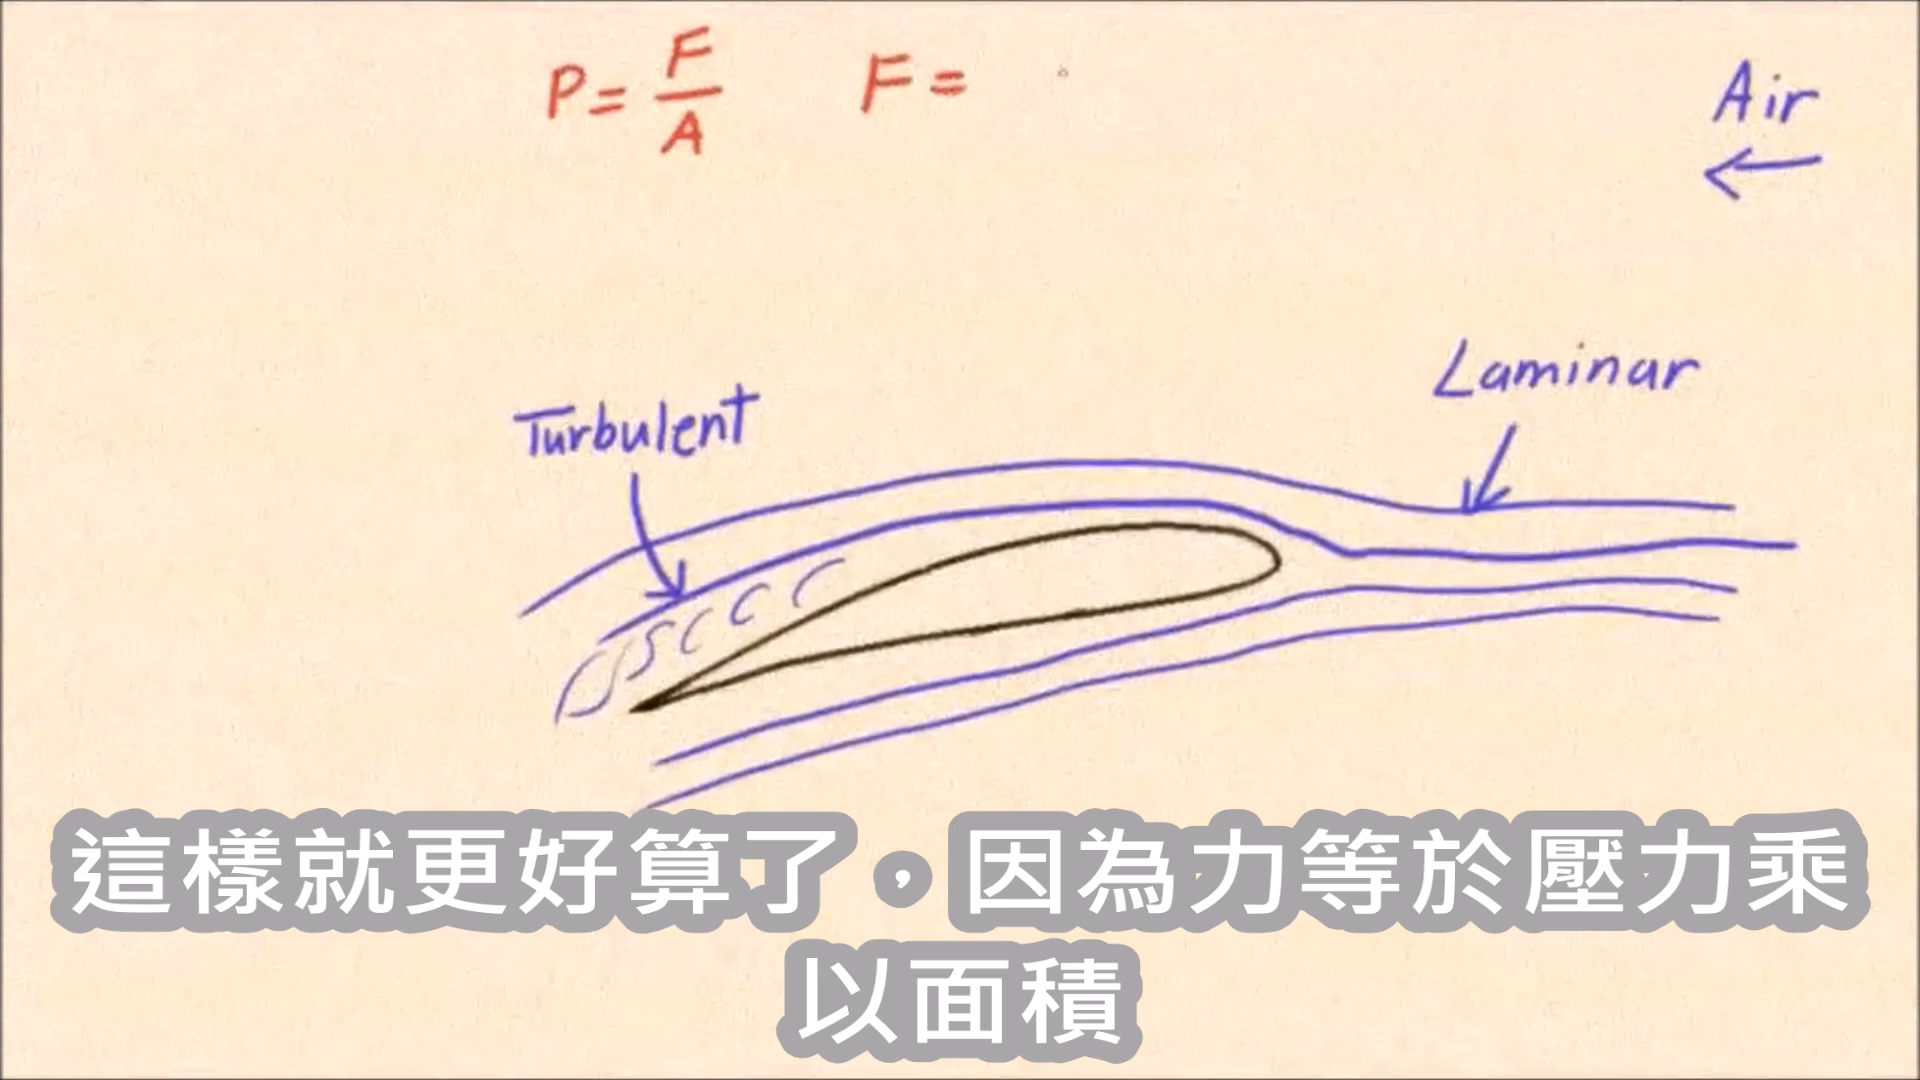 P = F/A F =
Air
Laminar
Turbulent
這樣就更好算了，因為力等於壓力乘
以面積